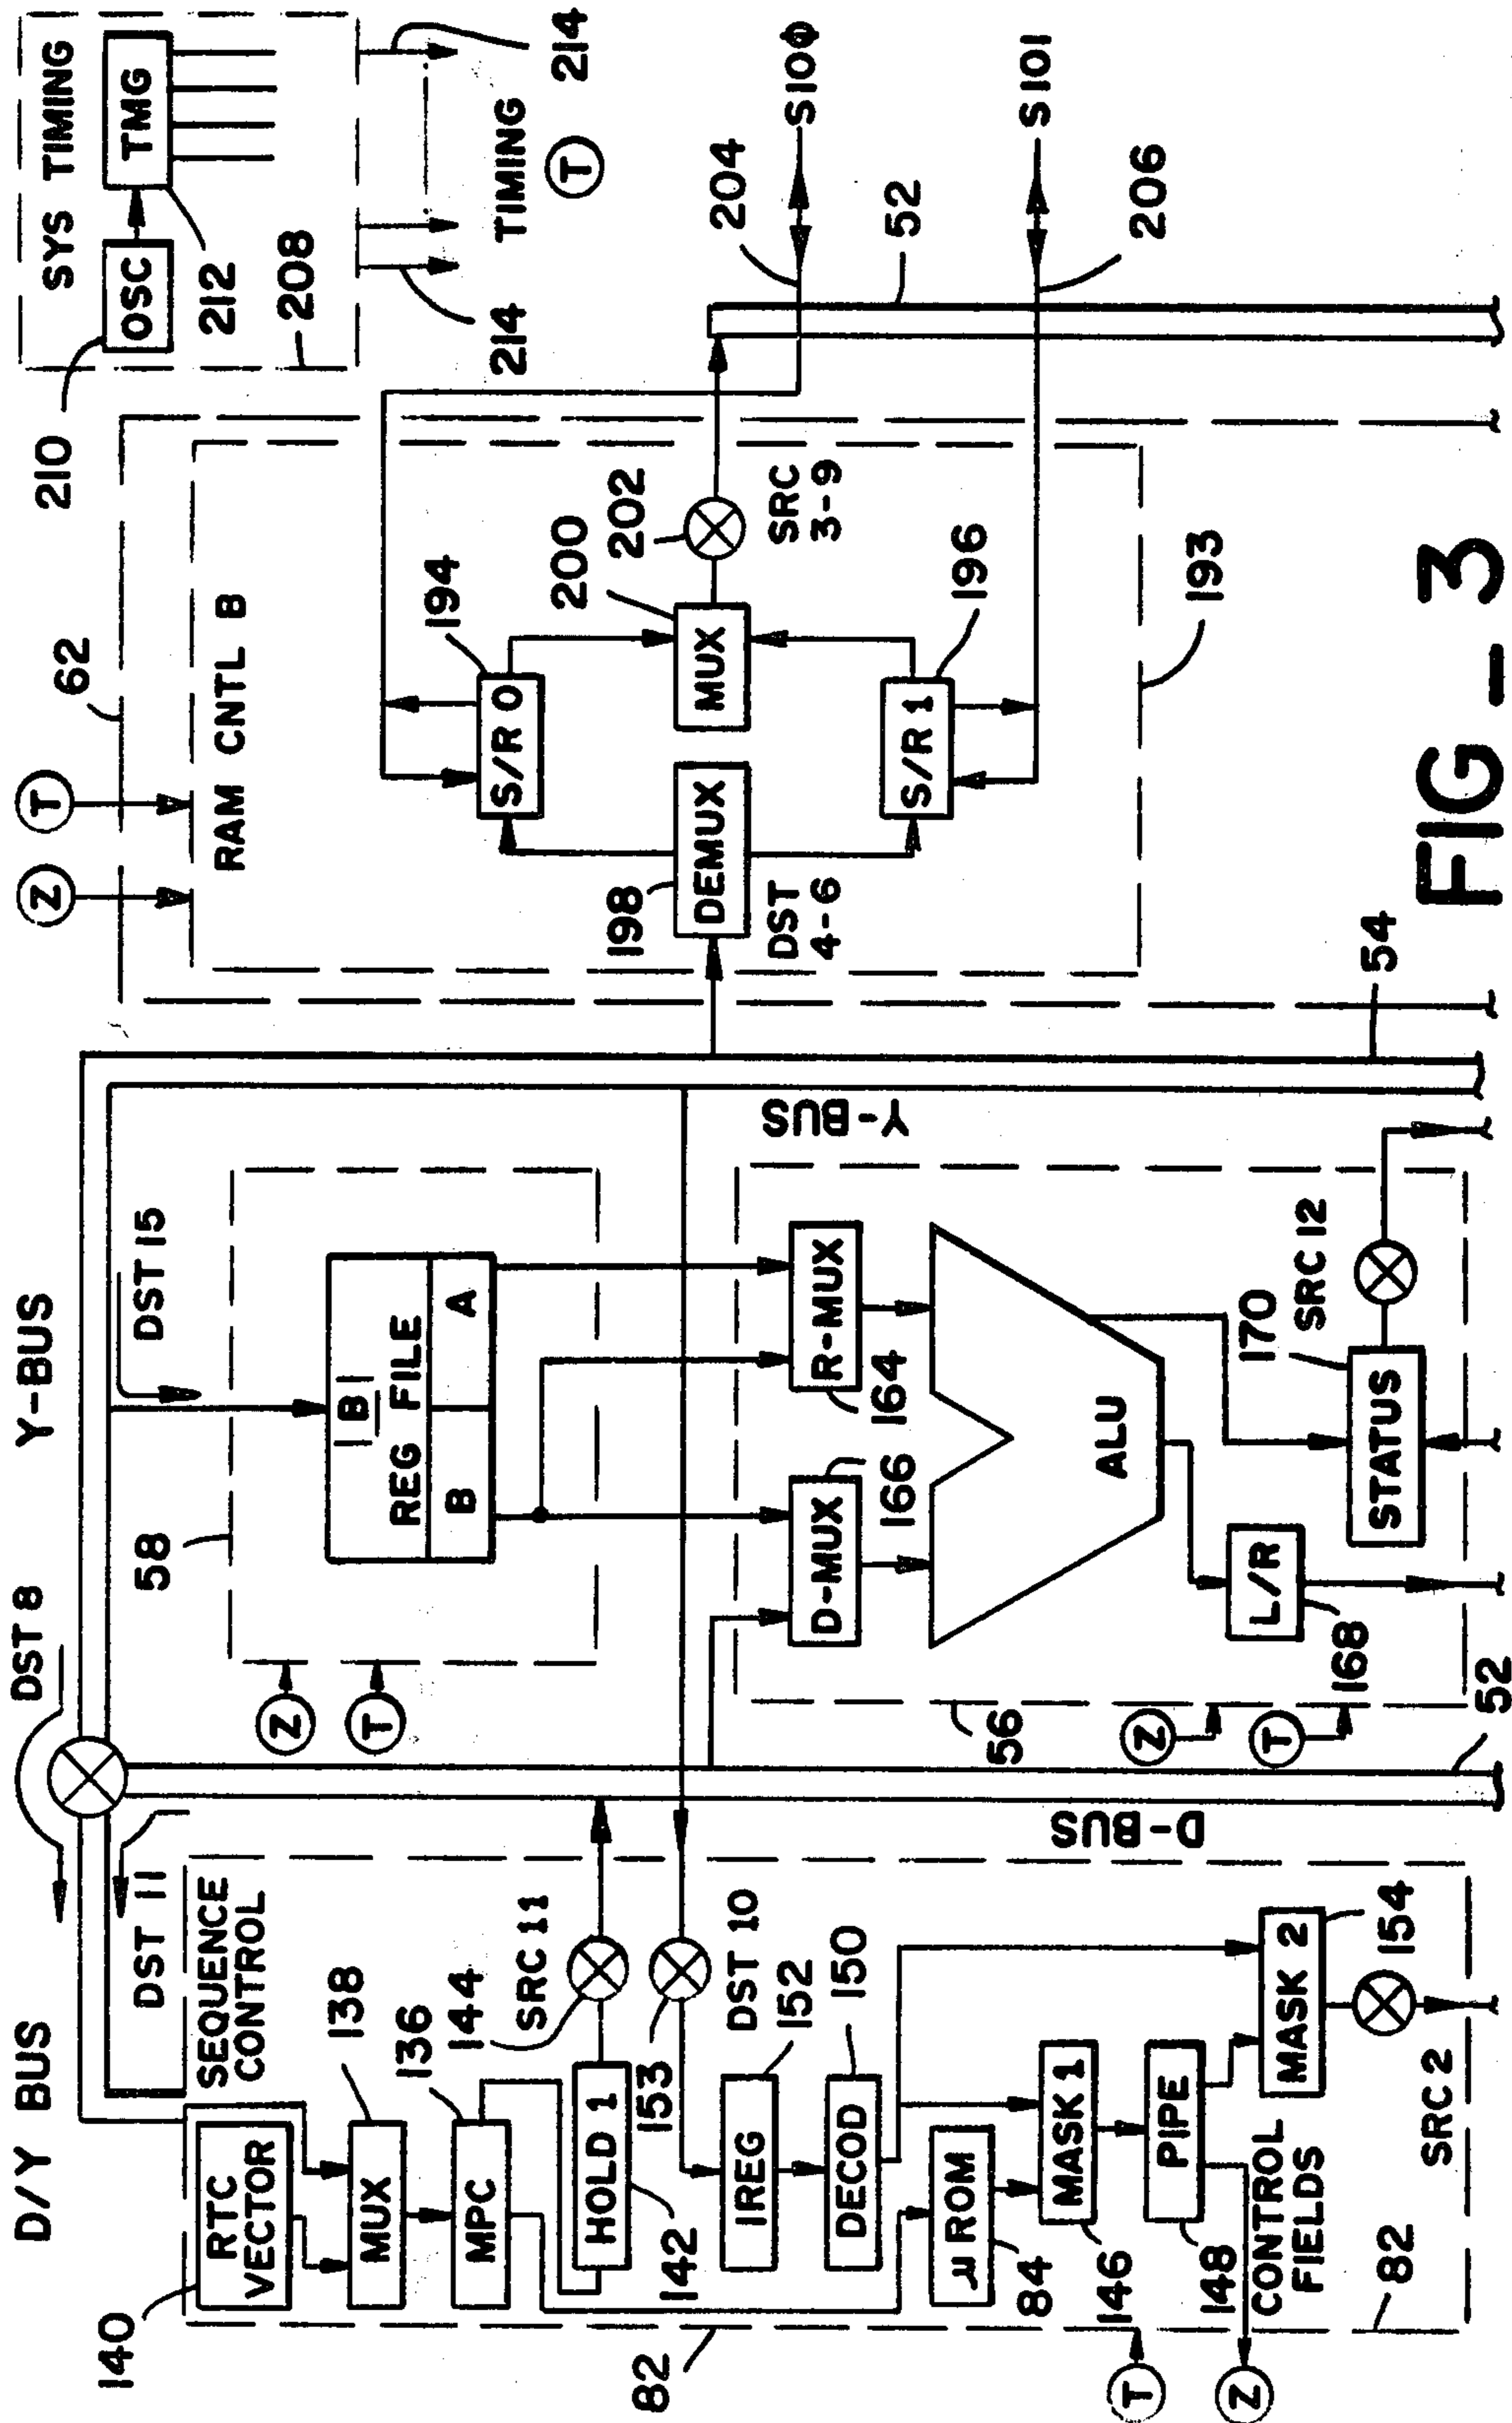 D/Y BUS
DST 8
Y-BUS
DST 11
DST 15
140
RTC
VECTOR
SEQUENCE
CONTROL
138
MUX
136
MPC
144
SRC 11
HOLD 1
142
153
DST 10
IREG
152
DECOD
150
µ ROM
84
MASK 1
146
PIPE
148
MASK 2
154
CONTROL
FIELDS
SRC 2
82
82
T
Z
D-BUS
52
58
|B|
REG FILE
B
A
Z
T
D-MUX
166
R-MUX
164
ALU
L/R
168
STATUS
170
SRC 12
56
Z
T
Y-BUS
54
Z
T
62
RAM CNTL B
194
S/R 0
198
DEMUX
DST
4-6
200
MUX
202
SRC
3-9
S/R 1
196
193
210
SYS TIMING
OSC
TMG
212
208
214
214
TIMING
T
204
S10Φ
52
S101
206
FIG - 3